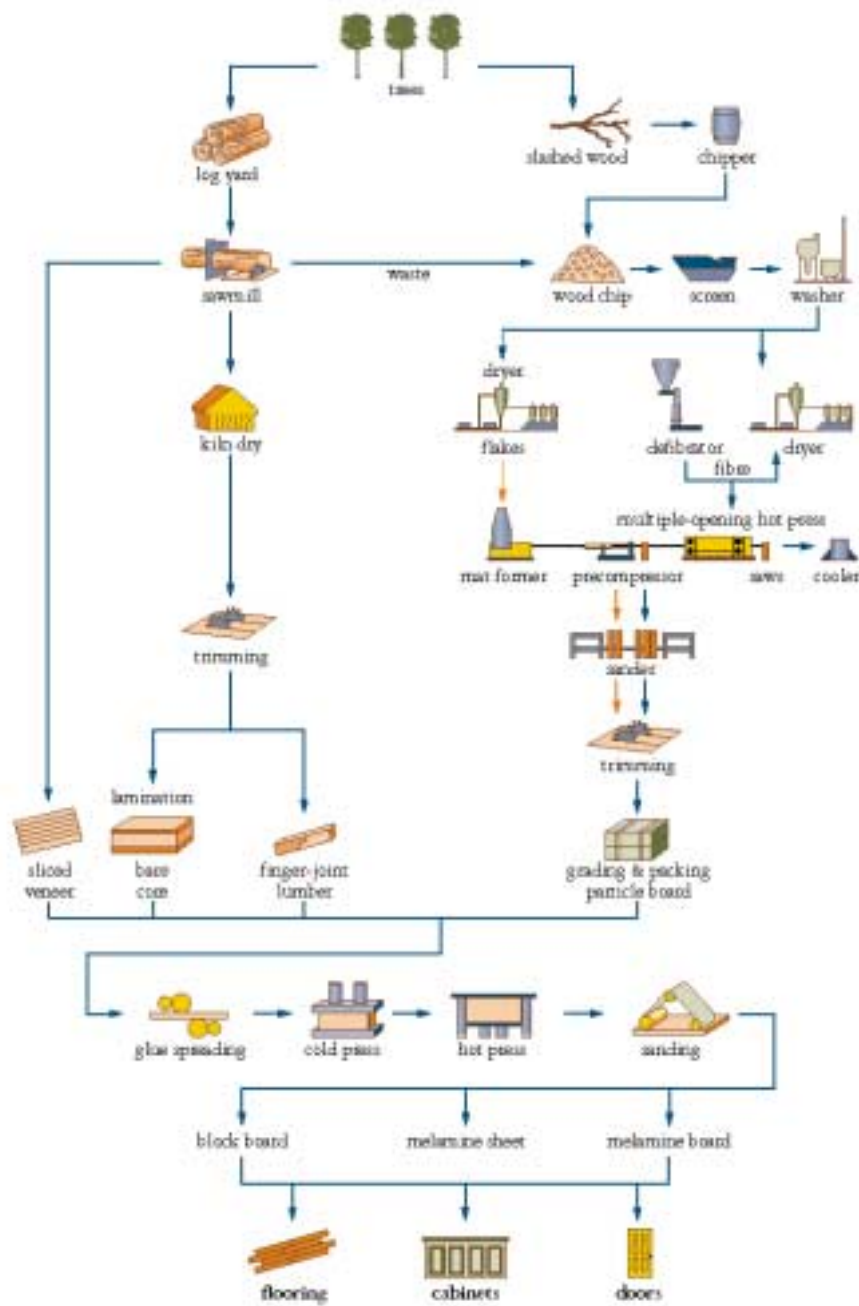 trees
log yard
slashed wood
chipper
sawmill
waste
wood chip
screen
washer
dryer
kiln dry
flakes
defibrator
dryer
fibre
multiple-opening hot press
mat former
precompressor
saws
cooler
trimming
sander
trimming
lamination
sliced
veneer
bare
core
finger-joint
lumber
grading & packing
particle board
glue spreading
cold press
hot press
sanding
block board
melamine sheet
melamine board
flooring
cabinets
doors